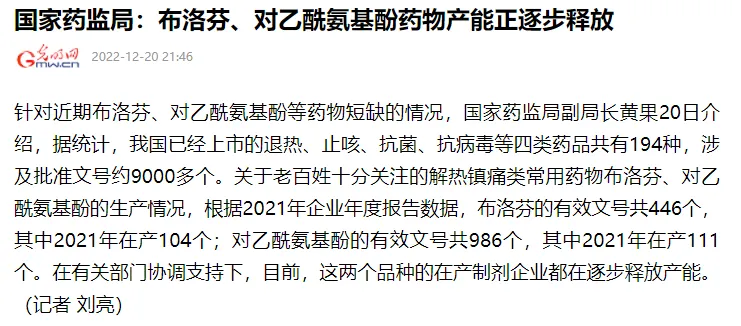 国家药监局：布洛芬、对乙酰氨基酚药物产能正逐步释放
光明网
GMW.CN
2022-12-20 21:46
针对近期布洛芬、对乙酰氨基酚等药物短缺的情况，国家药监局副局长黄果20日介
绍，据统计，我国已经上市的退热、止咳、抗菌、抗病毒等四类药品共有194种，涉
及批准文号约9000多个。关于老百姓十分关注的解热镇痛类常用药物布洛芬、对乙
酰氨基酚的生产情况，根据2021年企业年度报告数据，布洛芬的有效文号共446个，
其中2021年在产104个；对乙酰氨基酚的有效文号共986个，其中2021年在产111
个。在有关部门协调支持下，目前，这两个品种的在产制剂企业都在逐步释放产能。
（记者 刘亮）